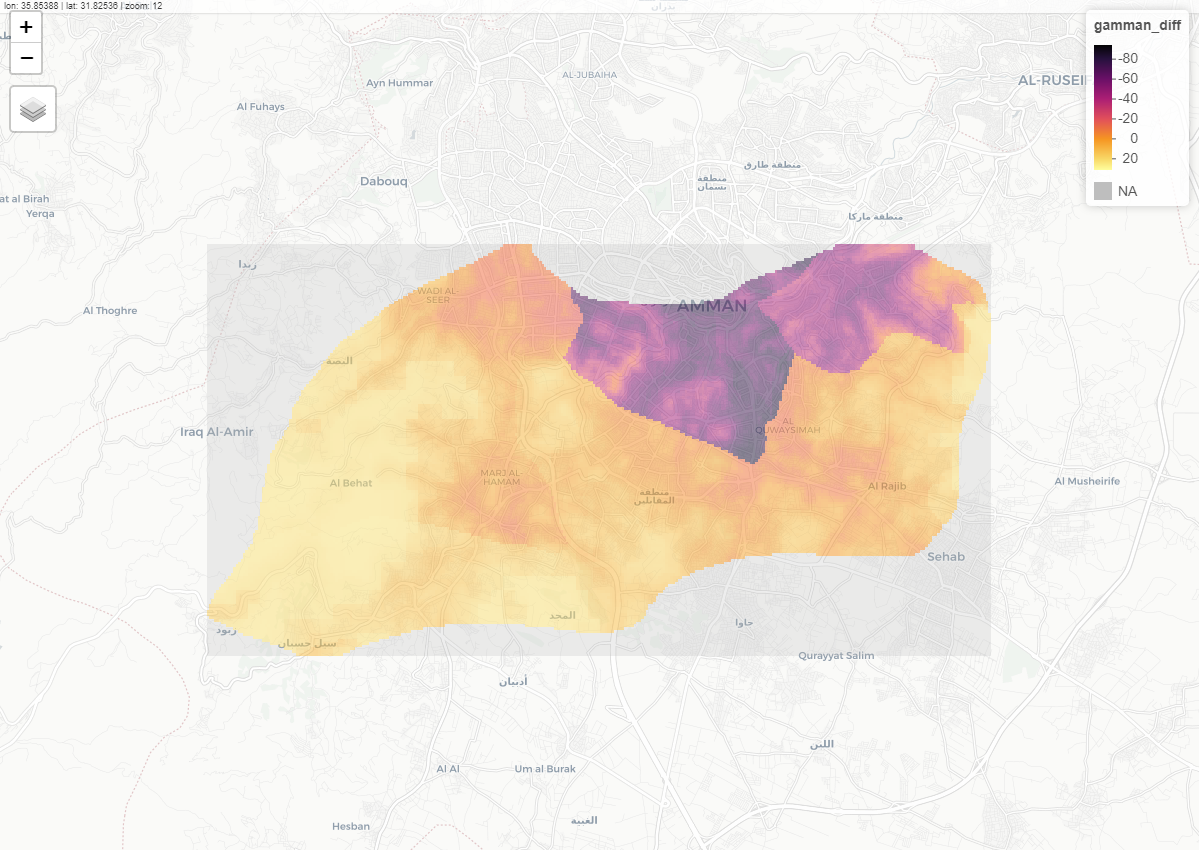 lon: 35.85388 | lat: 31.82536 | zoom: 12
+
−
gamman_diff
-80
-60
-40
-20
0
20
NA
بدران
AL-JUBAIHA
Ayn Hummar
AL-RUSEI
Al Fuhays
منطقة طارق
Dabouq
منطقة
بسمان
at al Birah
Yerqa
منطقة ماركا
زبدا
WADI AL
SEER
Al Thoghre
AMMAN
البصة
AL
QUWAYSIMAH
Iraq Al-Amir
MARJ AL
HAMAM
Al Behat
Al Rajib
Al Musheirife
منطقة
المقابلين
Sehab
المجد
زبود
سيل حسبان
جاوا
Qurayyat Salim
أدبيان
اللبن
Al Al
Um al Burak
العبية
Hesban